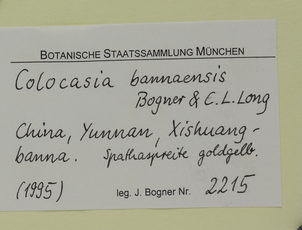 BOTANISCHE STAATSSAMMLUNG MÜNCHEN
Colocasia bannaensis
Bogner & C.L.Long
China, Yunnan, Xishuang-
banna. Spathaspreite goldgelb.
(1995) leg. J. Bogner Nr. 2215